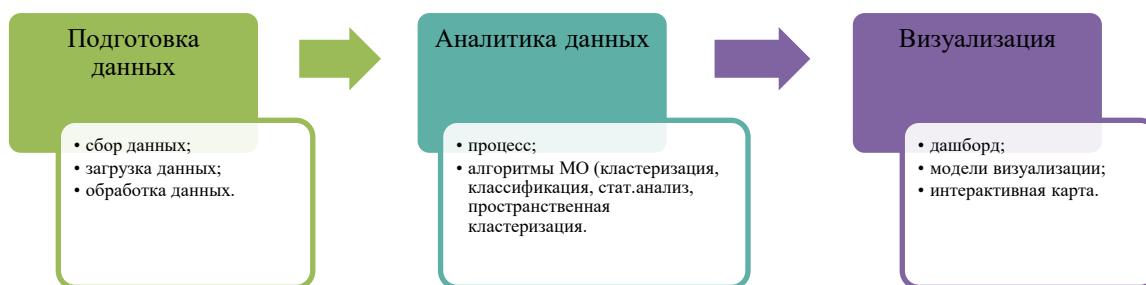 Подготовка
данных
• сбор данных;
• загрузка данных;
• обработка данных.
Аналитика данных
• процесс;
• алгоритмы МО (кластеризация,
классификация, стат.анализ,
пространственная
кластеризация.
Визуализация
• дашборд;
• модели визуализации;
• интерактивная карта.